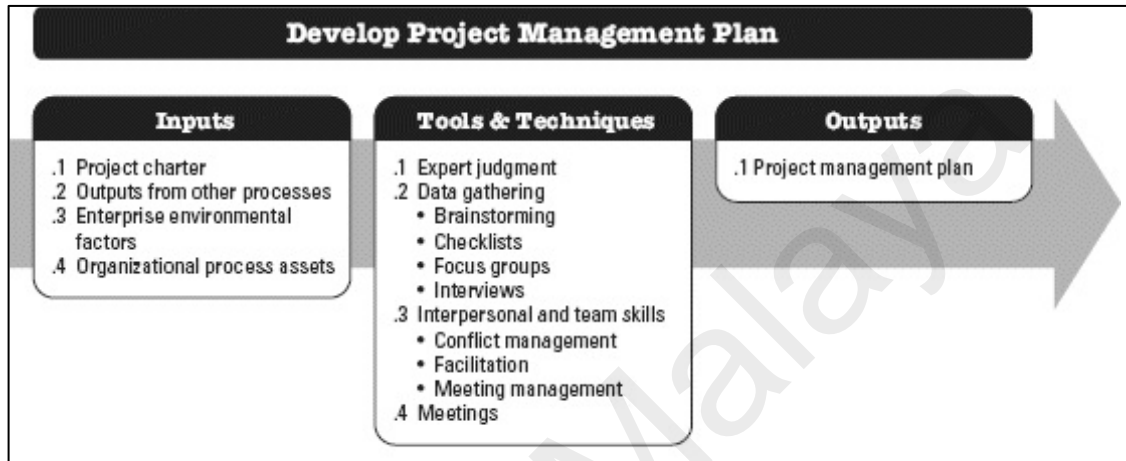 Develop Project Management Plan
Inputs
.1 Project charter
.2 Outputs from other processes
.3 Enterprise environmental
factors
.4 Organizational process assets
Tools & Techniques
.1 Expert judgment
.2 Data gathering
• Brainstorming
• Checklists
• Focus groups
• Interviews
.3 Interpersonal and team skills
• Conflict management
• Facilitation
• Meeting management
.4 Meetings
Outputs
.1 Project management plan
Malaya